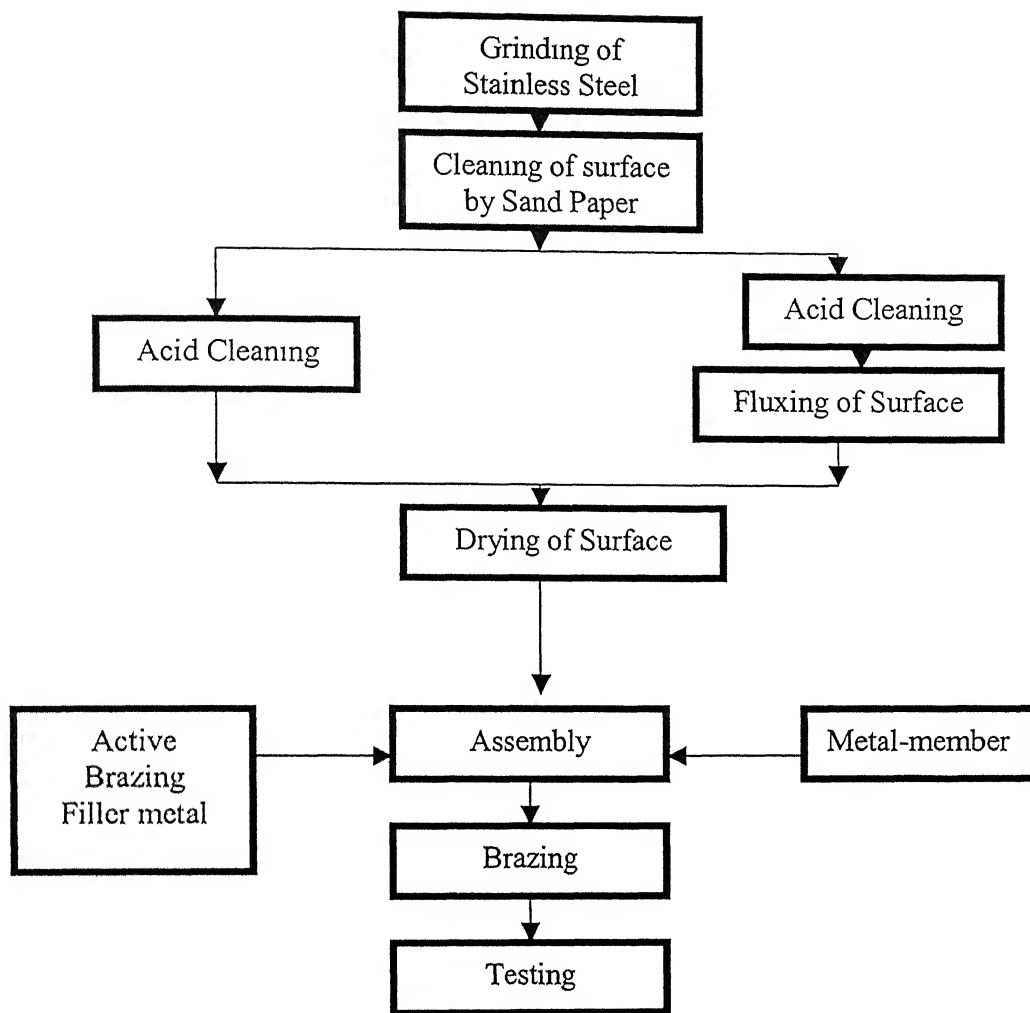 Grinding of
Stainless Steel
Cleaning of surface
by Sand Paper
Acid Cleaning
Acid Cleaning
Fluxing of Surface
Drying of Surface
Active
Brazing
Filler metal
Assembly
Metal-member
Brazing
Testing